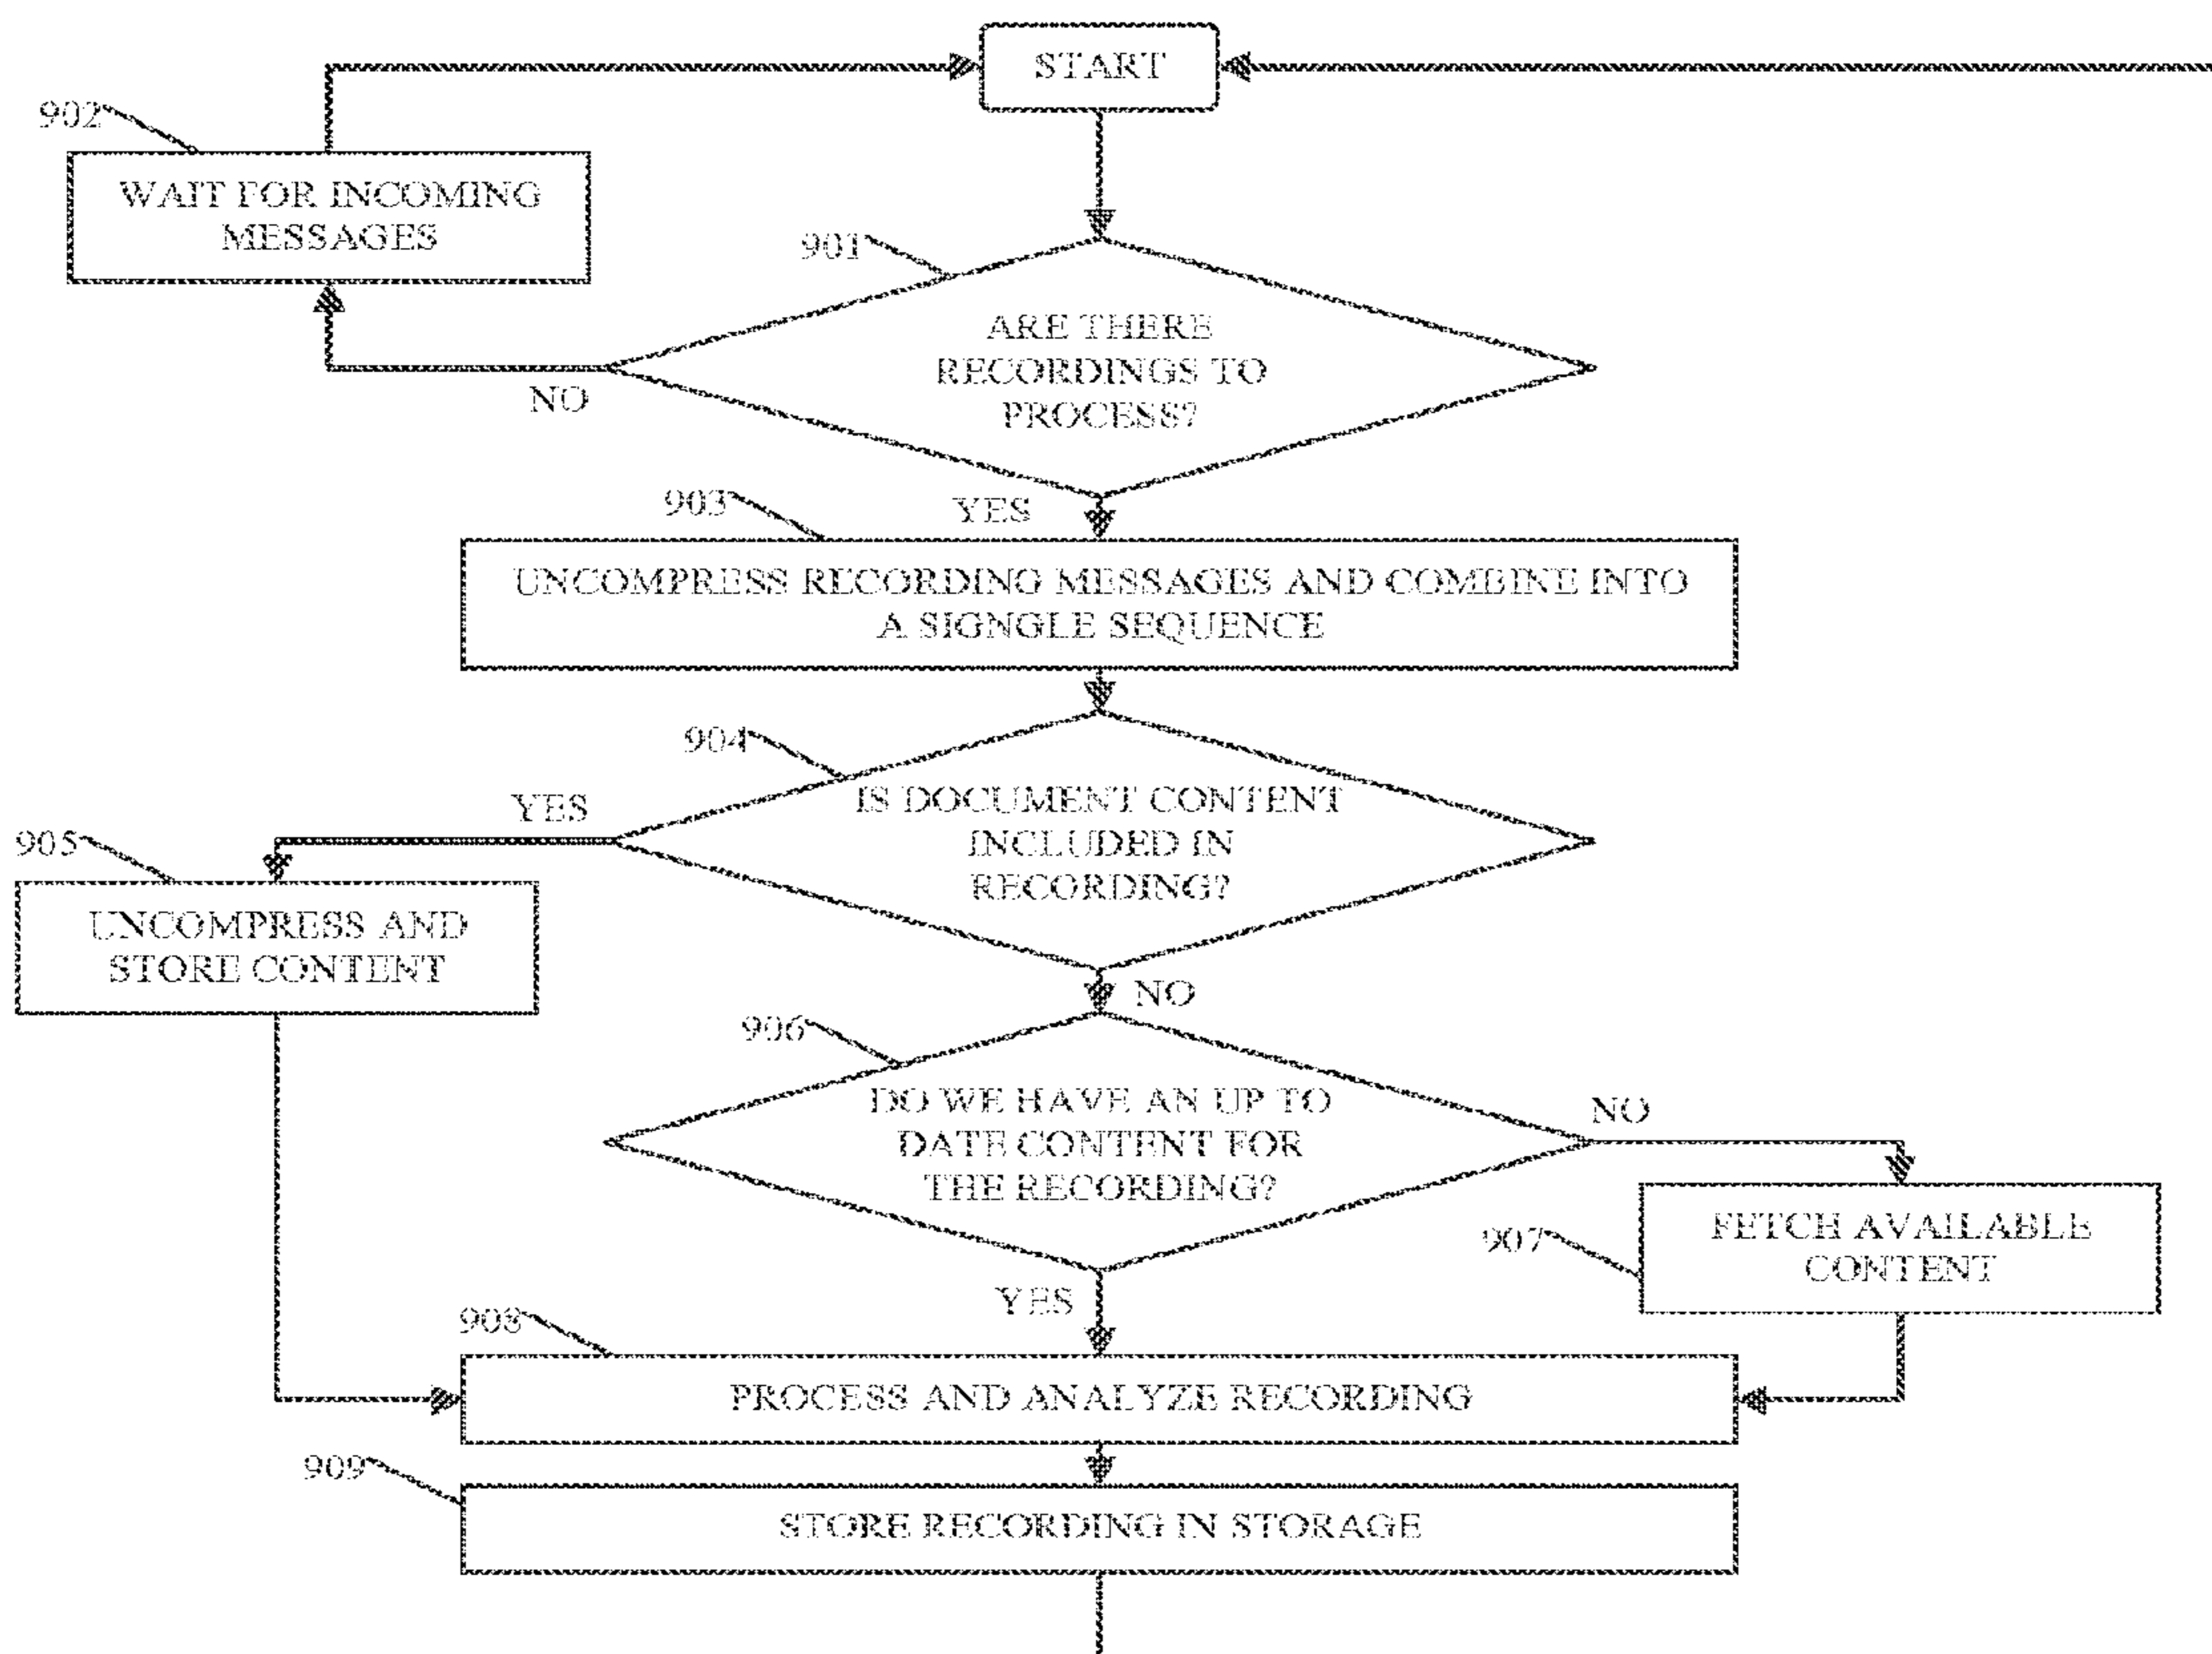 START
902
WAIT FOR INCOMING
MESSAGES
901
ARE THERE
RECORDINGS TO
PROCESS?
NO
903
YES
UNCOMPRESS RECORDING MESSAGES AND COMBINE INTO
A SIGNGLE SEQUENCE
904
IS DOCUMENT CONTENT
INCLUDED IN
RECORDING?
YES
905
UNCOMPRESS AND
STORE CONTENT
NO
906
DO WE HAVE AN UP TO
DATE CONTENT FOR
THE RECORDING?
NO
907
FETCH AVAILABLE
CONTENT
YES
908
PROCESS AND ANALYZE RECORDING
909
STORE RECORDING IN STORAGE